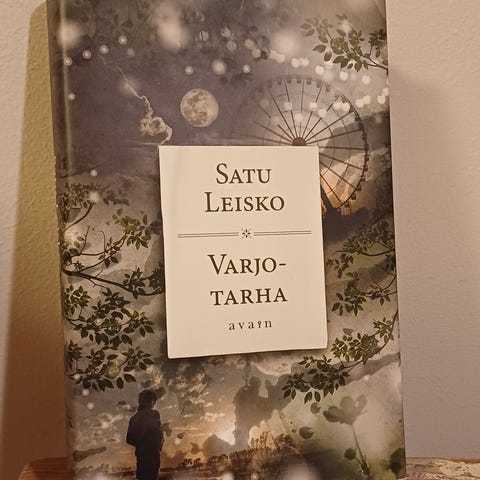 SATU
LEISKO
VARJO-
TARHA
avain